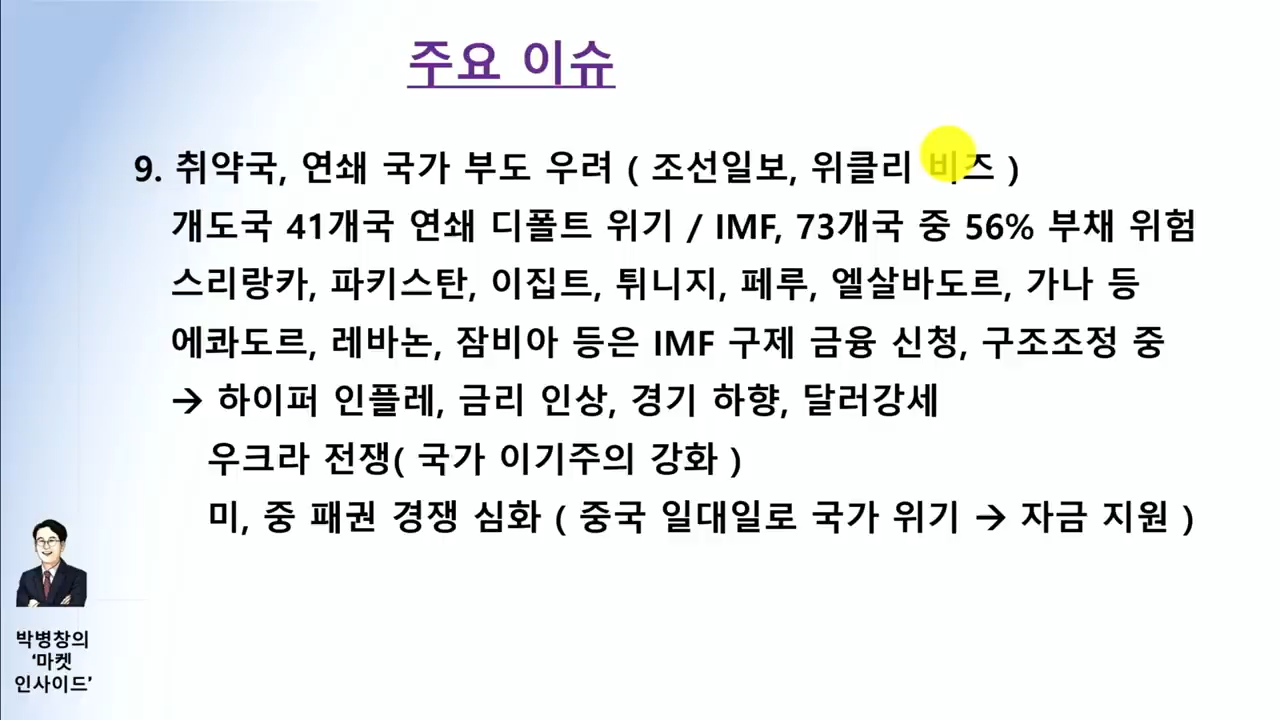 주요 이슈
9. 취약국, 연쇄 국가 부도 우려 ( 조선일보, 위클리 비즈 )
개도국 41개국 연쇄 디폴트 위기 / IMF, 73개국 중 56% 부채 위험
스리랑카, 파키스탄, 이집트, 튀니지, 페루, 엘살바도르, 가나 등
에콰도르, 레바논, 잠비아 등은 IMF 구제 금융 신청, 구조조정 중
→ 하이퍼 인플레, 금리 인상, 경기 하향, 달러강세
우크라 전쟁( 국가 이기주의 강화 )
미, 중 패권 경쟁 심화 ( 중국 일대일로 국가 위기 → 자금 지원 )
박병창의
‘마켓
인사이드’